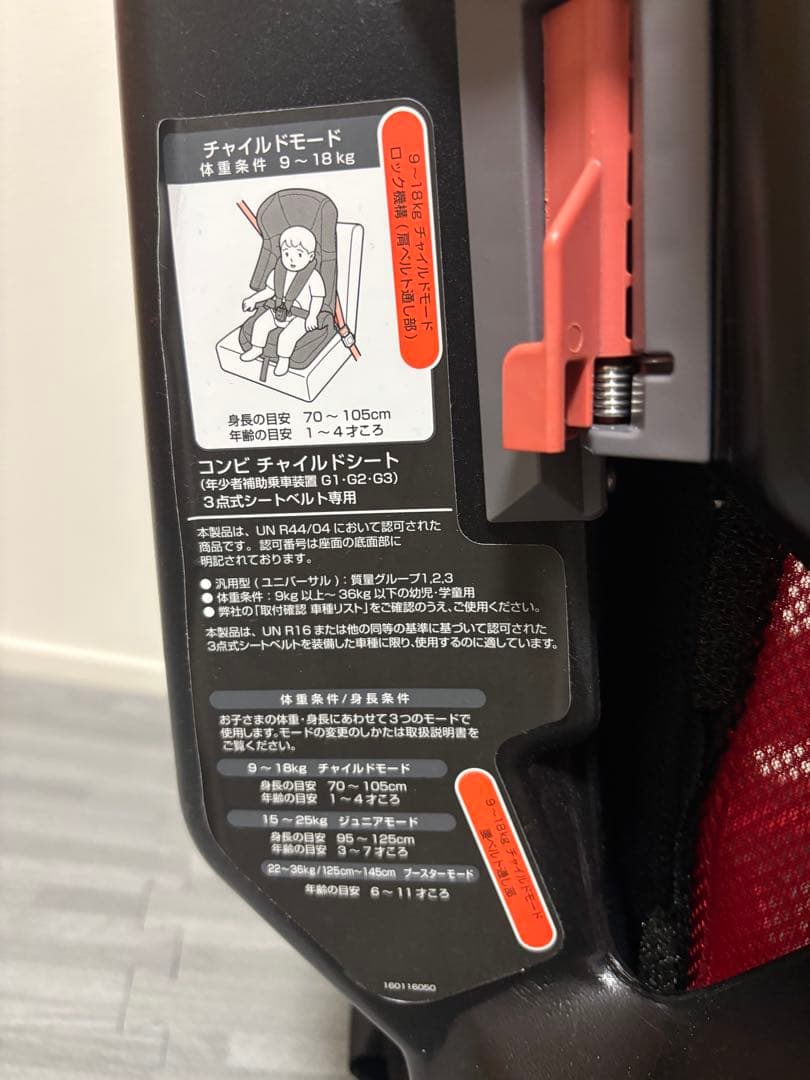 チャイルドモード
体重条件 9～18kg
9～18kg チャイルドモード
ロック機構(肩ベルト通し部)
身長の目安 70～105cm
年齢の目安 1～4才ころ
コンビ チャイルドシート
(年少者補助乗車装置 G1・G2・G3)
3点式シートベルト専用
本製品は、UN R44/04 において認可された
商品です。認可番号は座面の底面部に
明記されております。
● 汎用型(ユニバーサル):質量グループ1,2,3
● 体重条件:9kg以上～36kg以下の幼児・学童用
● 弊社の「取付確認 車種リスト」をご確認のうえ、ご使用ください。
本製品は、UN R16 または他の同等の基準に基づいて認可された
3点式シートベルトを装備した車種に限り、使用するのに適しています。
体重条件/身長条件
お子さまの体重・身長にあわせて3つのモードで
使用します。モードの変更のしかたは取扱説明書を
ご覧ください。
9～18kg チャイルドモード
身長の目安 70～105cm
年齢の目安 1～4才ころ
15～25kg ジュニアモード
身長の目安 95～125cm
年齢の目安 3～7才ころ
22～36kg/125cm～145cm ブースターモード
年齢の目安 6～11才ころ
9～18kg チャイルドモード
腰ベルト通し部
160116050